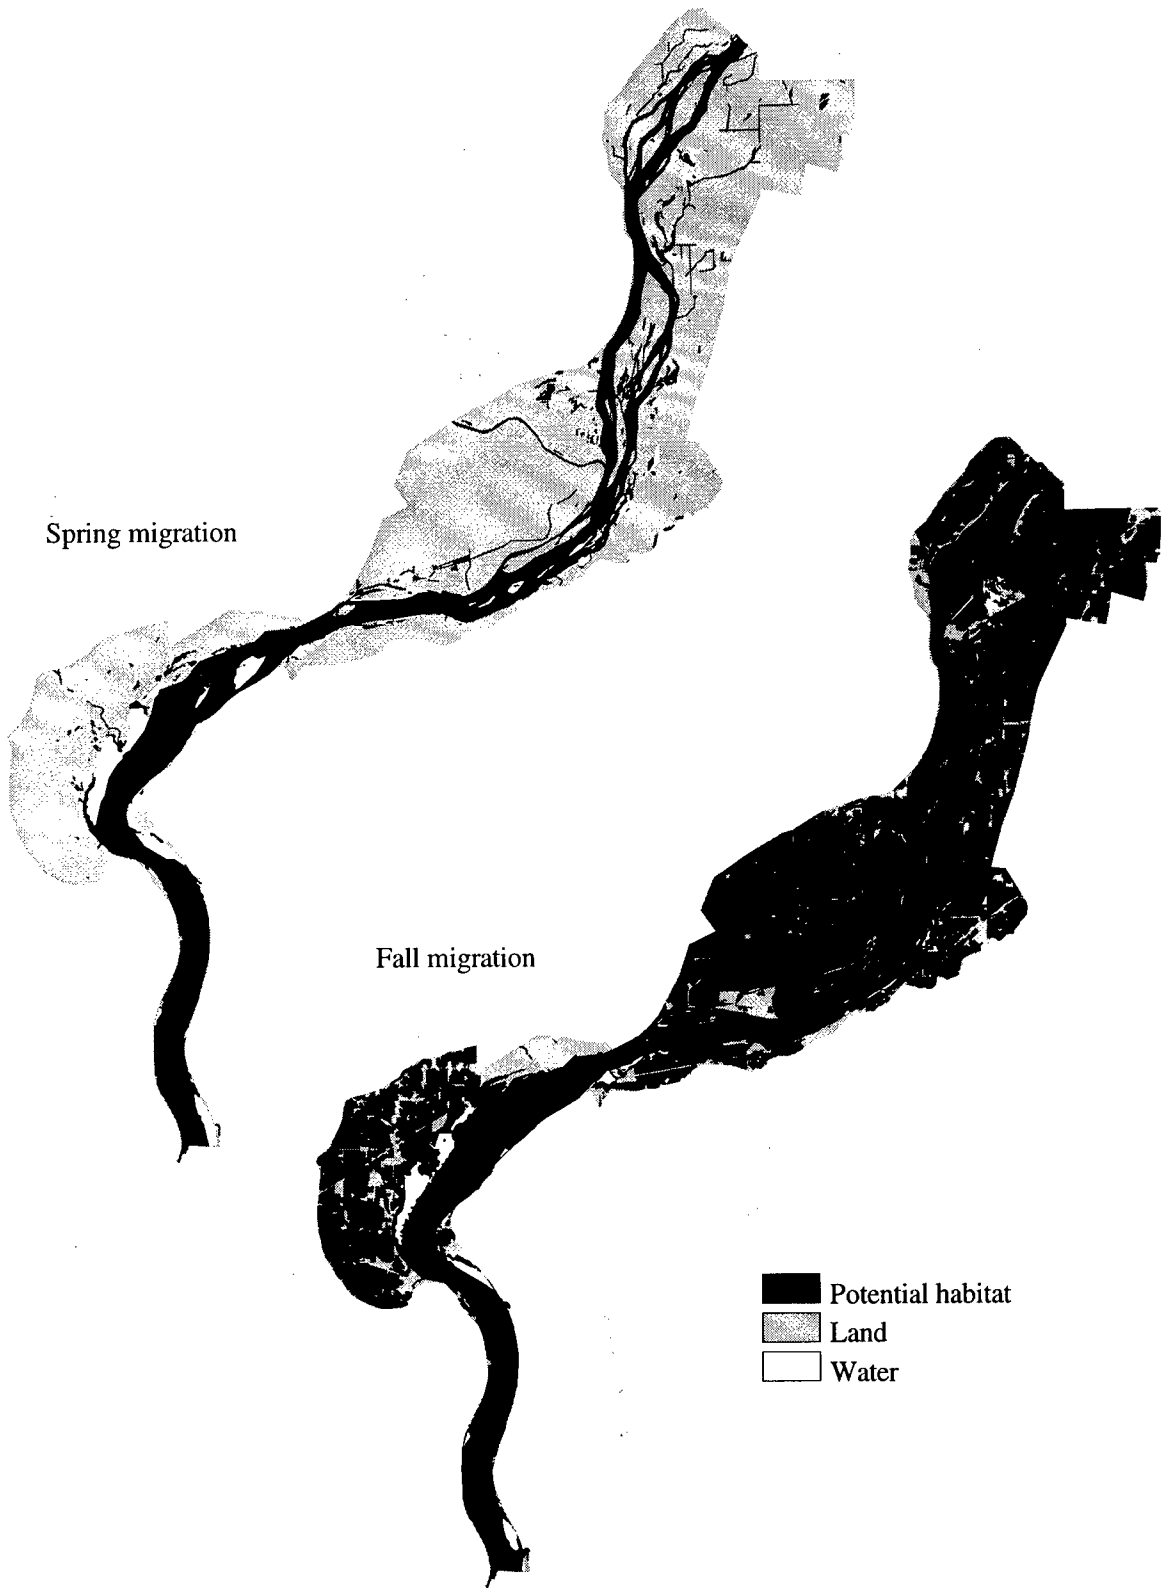 Spring migration
Fall migration
Potential habitat
Land
Water